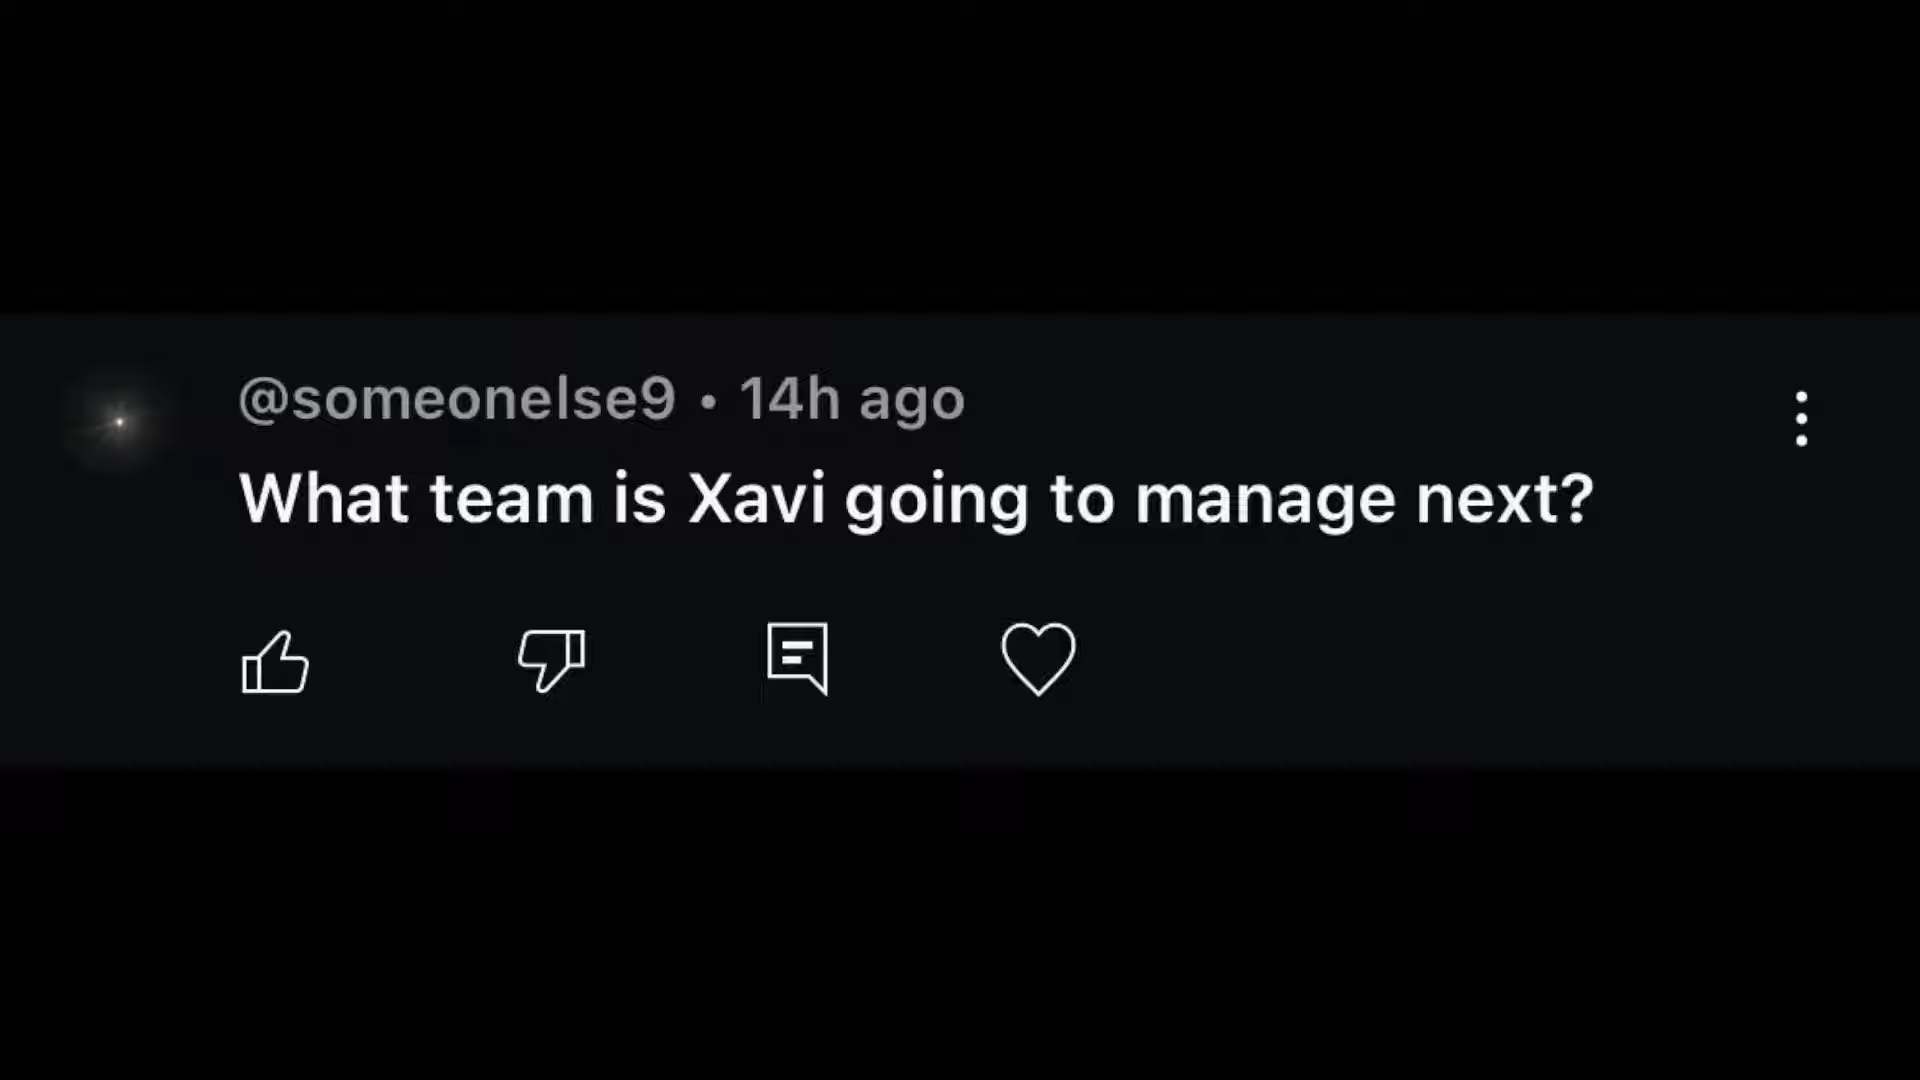 @someonelse9 • 14h ago
What team is Xavi going to manage next?